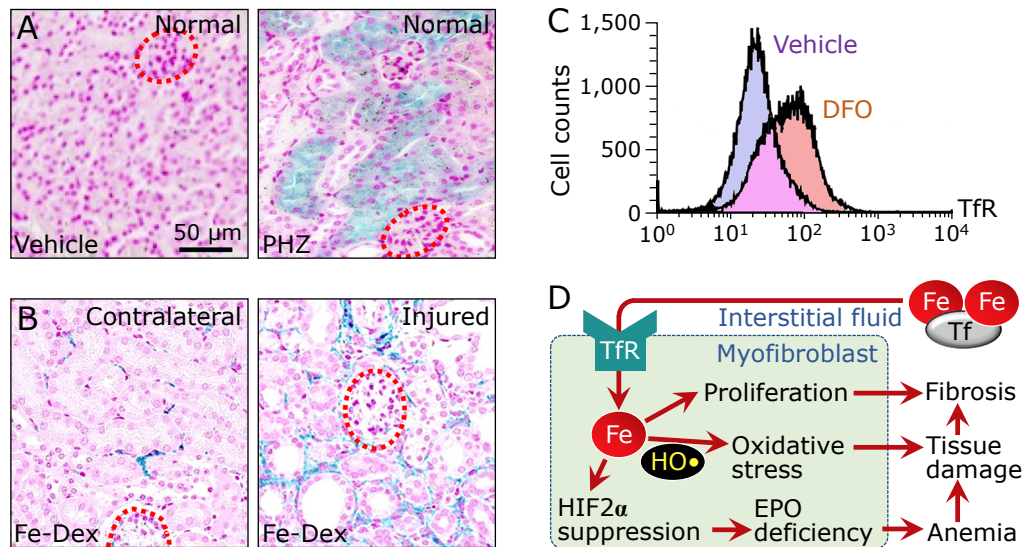 A
Normal
Vehicle
50 μm
Normal
PHZ
B
Contralateral
Fe-Dex
Injured
Fe-Dex
C
1,500
1,000
500
0
Cell counts
Vehicle
DFO
10⁰
10¹
10²
10³
10⁴
TfR
D
Fe
Fe
Tf
Interstitial fluid
TfR
Myofibroblast
Proliferation
Fibrosis
Fe
HO•
Oxidative
stress
Tissue
damage
HIF2α
suppression
EPO
deficiency
Anemia